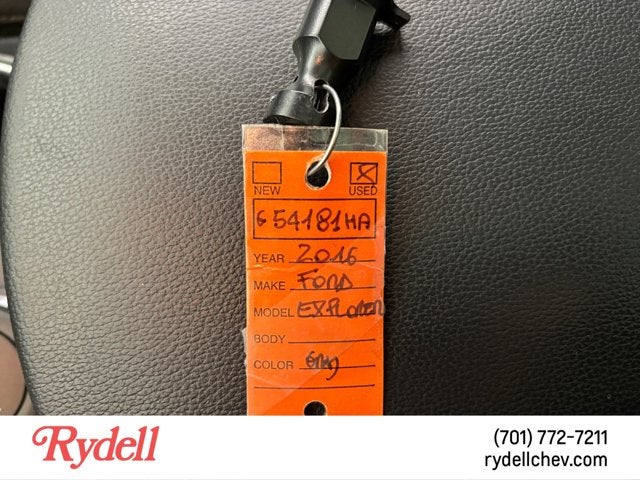 NEW USED
654181HA
YEAR 2016
MAKE FORD
MODEL EXPLORER
BODY
COLOR GRAY
Rydell
(701) 772-7211
rydellchev.com